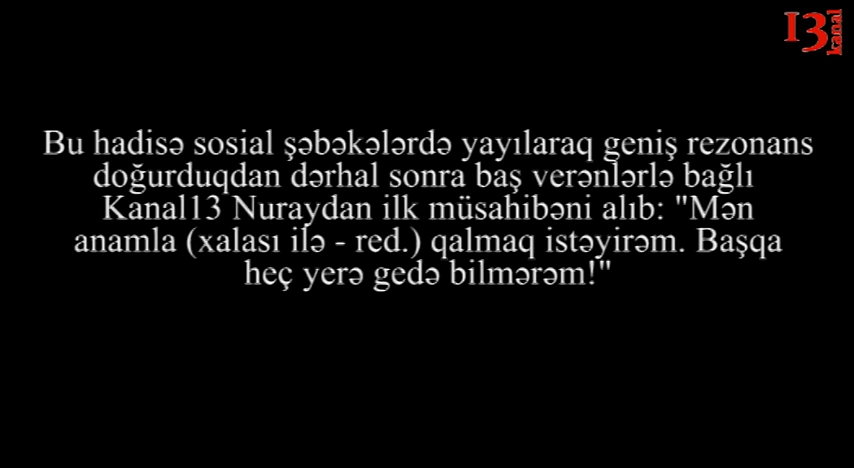 13 kanal
Bu hadisə sosial şəbəkələrdə yayılaraq geniş rezonans
doğurduqdan dərhal sonra baş verənlərlə bağlı
Kanal13 Nuraydan ilk müsahibəni alıb: "Mən
anamla (xalası ilə - red.) qalmaq istəyirəm. Başqa
heç yerə gedə bilmərəm!"